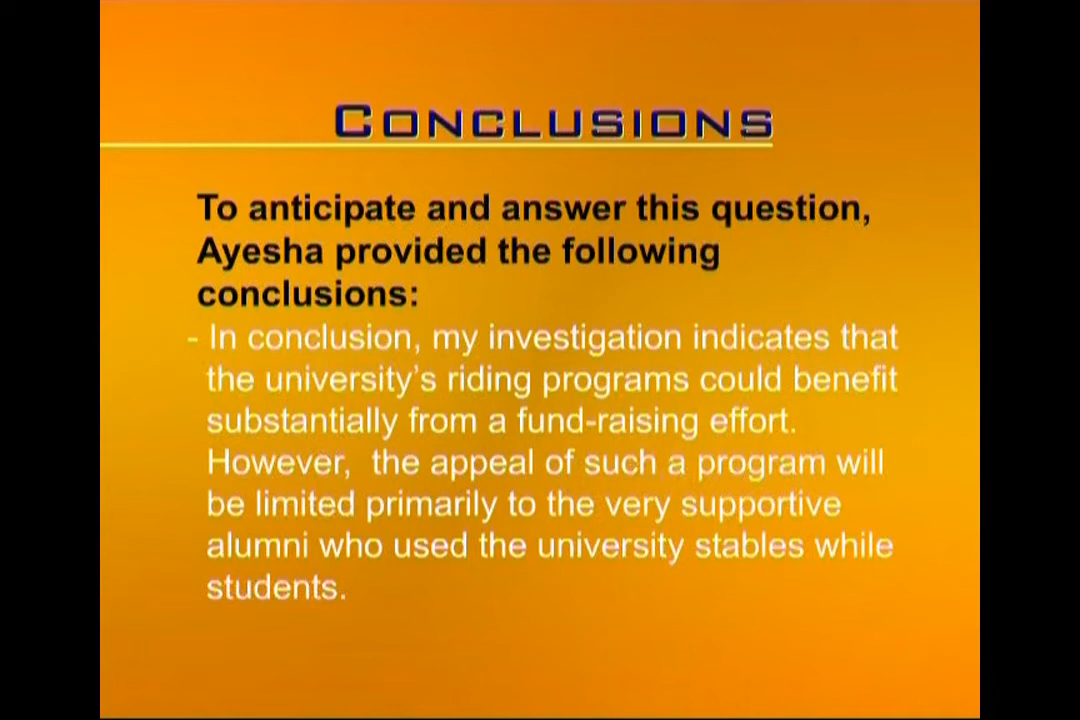 CONCLUSIONS
To anticipate and answer this question,
Ayesha provided the following
conclusions:
- In conclusion, my investigation indicates that
the university's riding programs could benefit
substantially from a fund-raising effort.
However,  the appeal of such a program will
be limited primarily to the very supportive
alumni who used the university stables while
students.